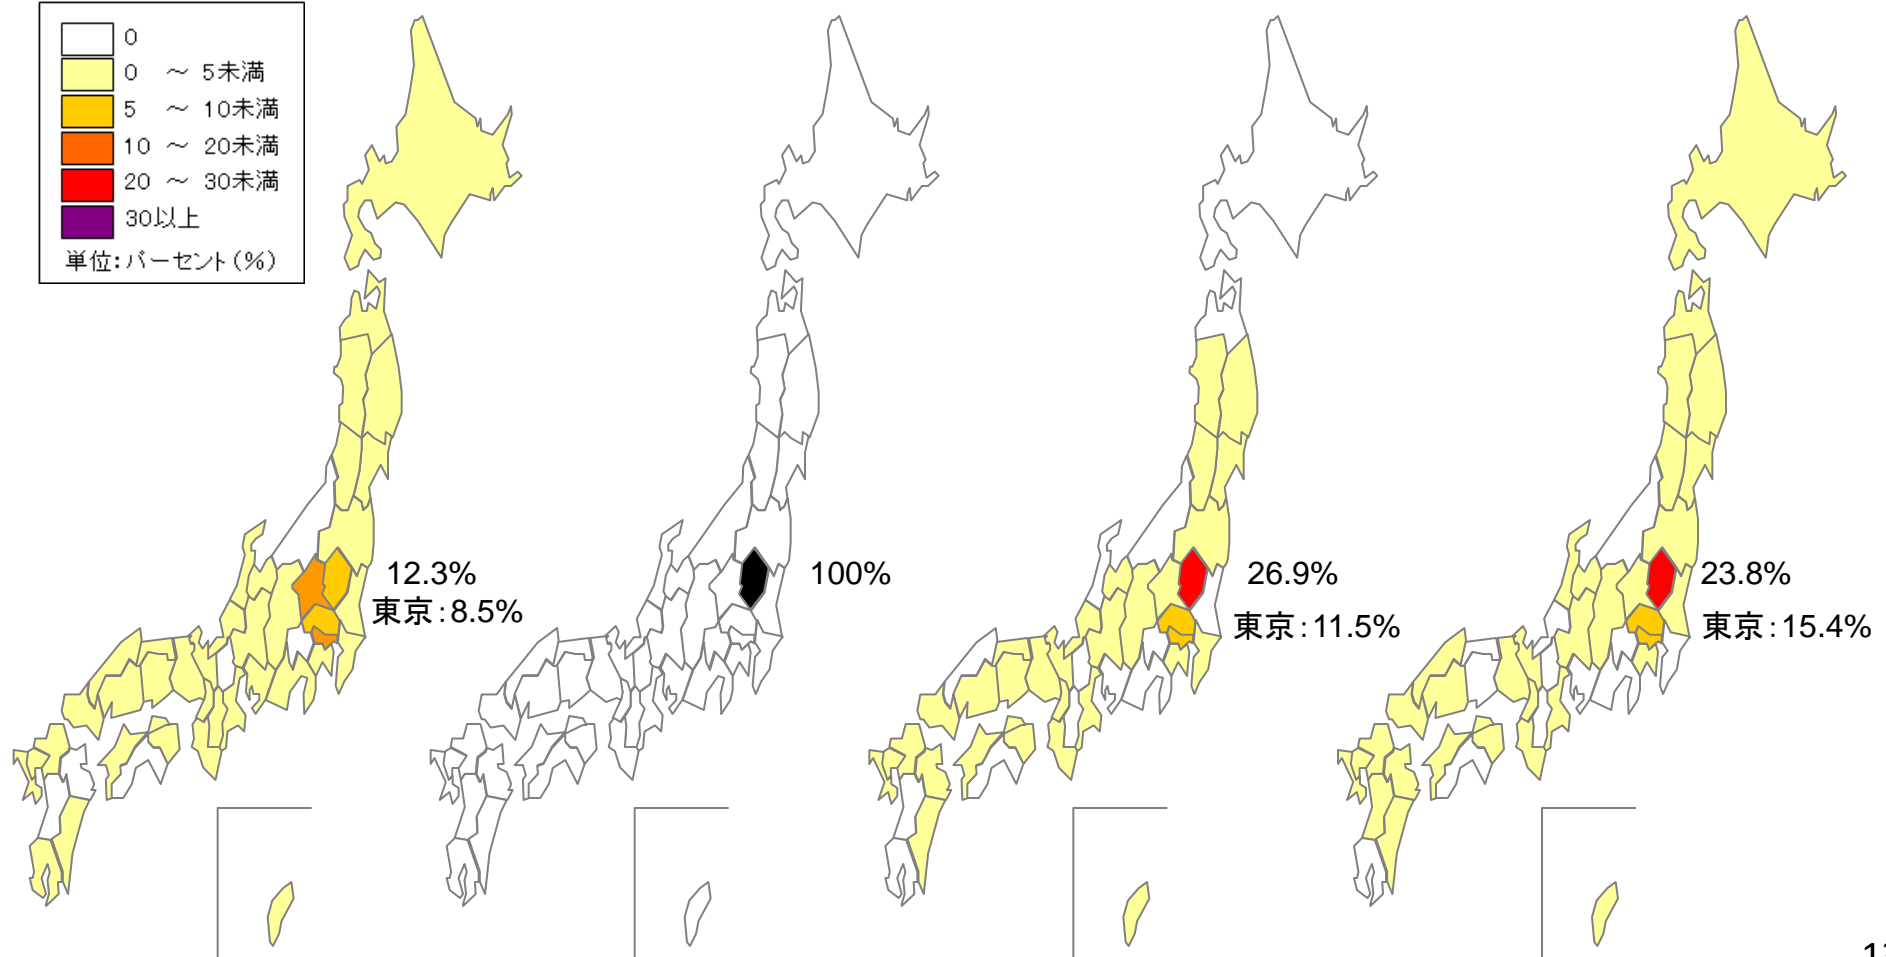 0
0 ～ 5未満
5 ～ 10未満
10 ～ 20未満
20 ～ 30未満
30以上
単位:パーセント(%)
12.3%
東京:8.5%
100%
26.9%
東京:11.5%
23.8%
東京:15.4%